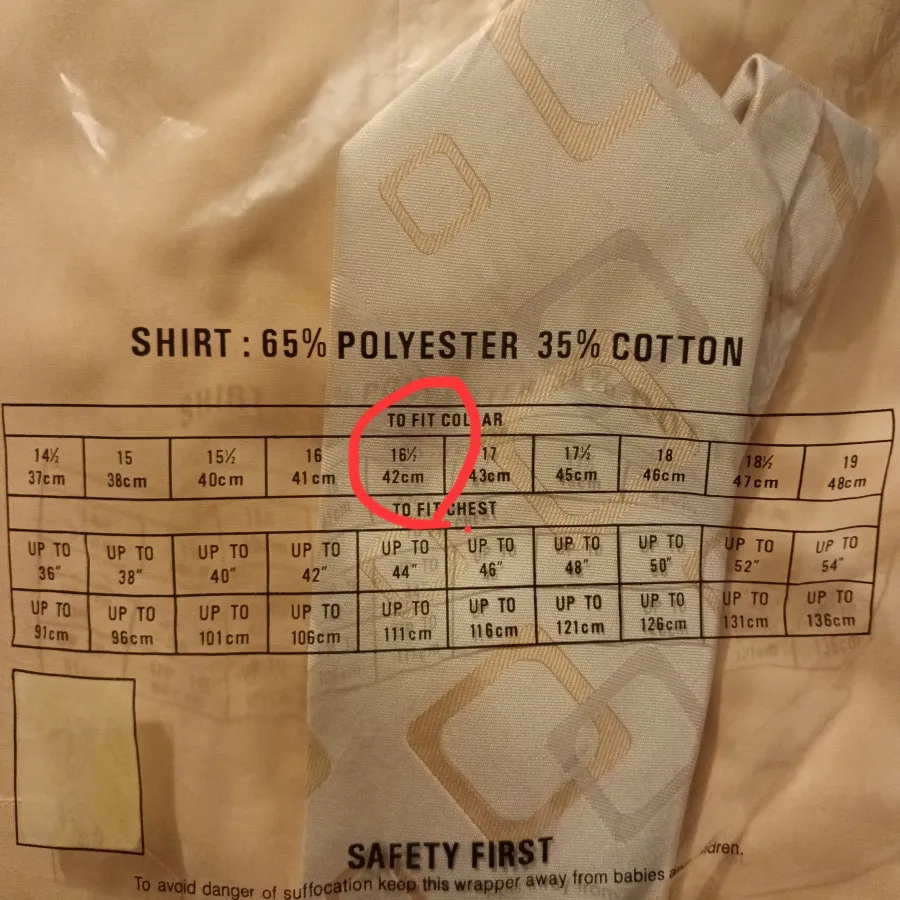 SHIRT : 65% POLYESTER 35% COTTON
TO FIT COLLAR
14½ 15 15½ 16 16½ 17 17½ 18 18½ 19
37cm 38cm 40cm 41cm 42cm 43cm 45cm 46cm 47cm 48cm
TO FIT CHEST
UP TO UP TO UP TO UP TO UP TO UP TO UP TO UP TO UP TO UP TO
36" 38" 40" 42" 44" 46" 48" 50" 52" 54"
UP TO UP TO UP TO UP TO UP TO UP TO UP TO UP TO UP TO UP TO
91cm 96cm 101cm 106cm 111cm 116cm 121cm 126cm 131cm 136cm
SAFETY FIRST
To avoid danger of suffocation keep this wrapper away from babies